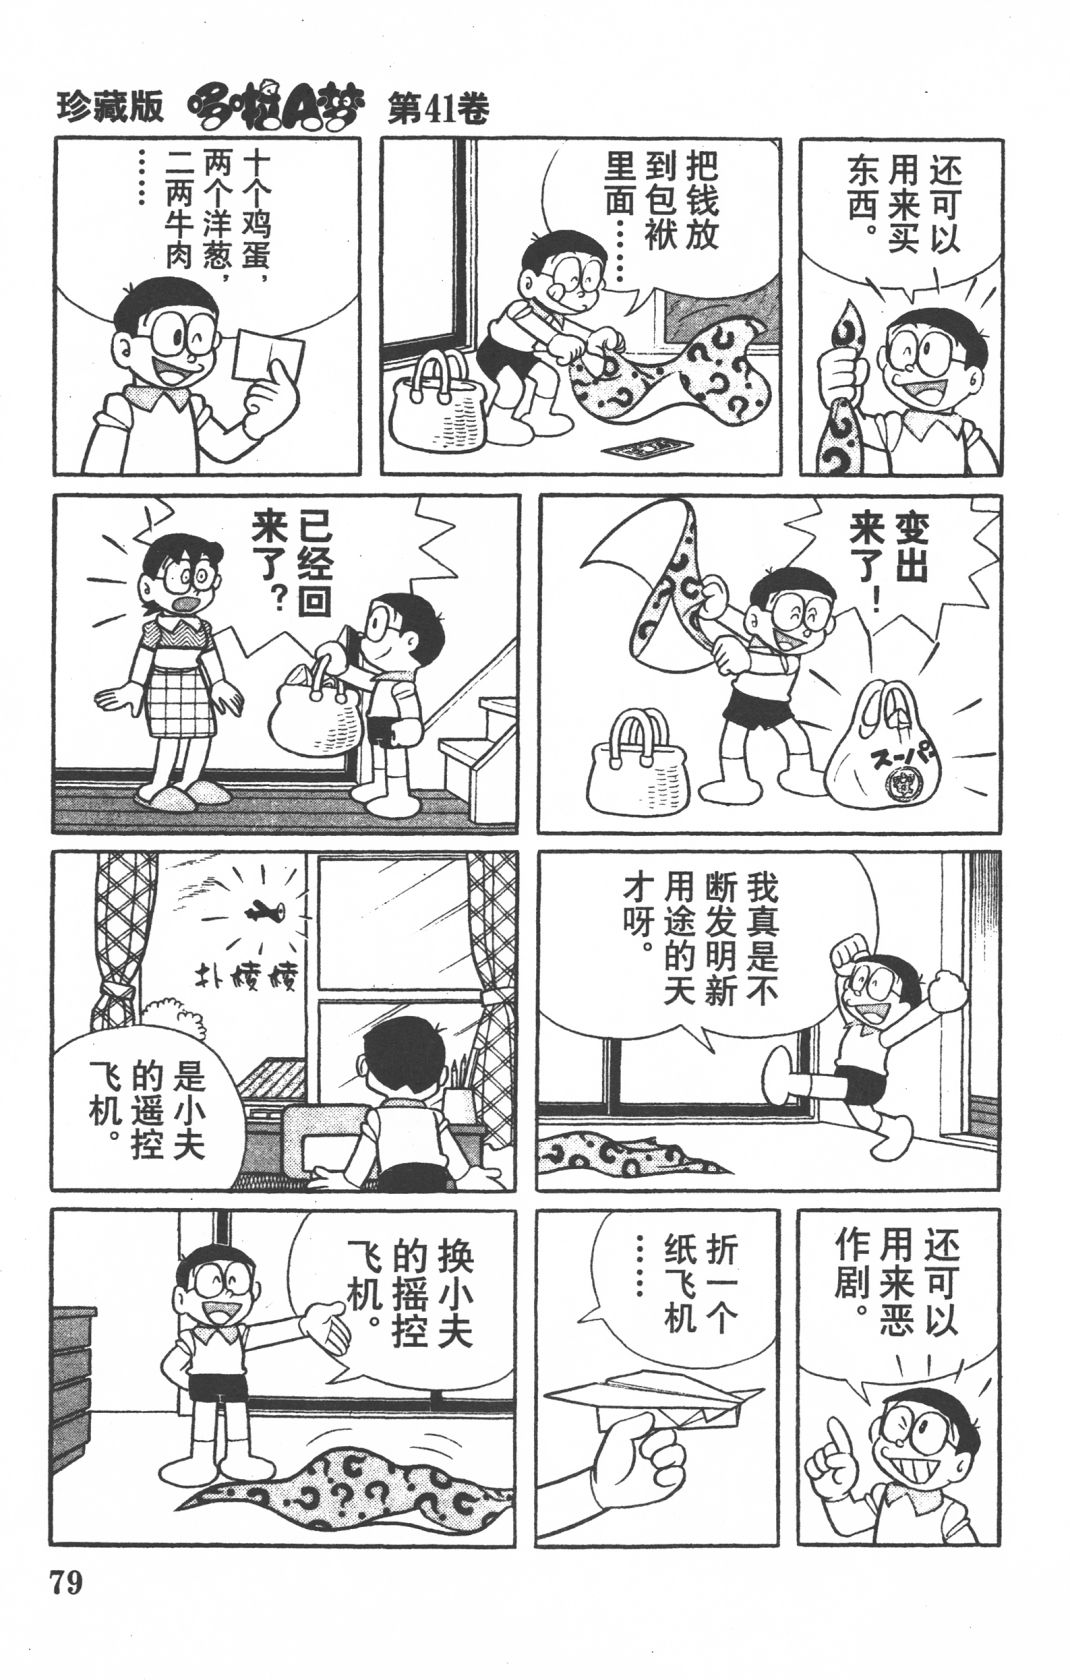 珍藏版 哆啦A梦 第41卷
还可以
用来买
东西。
把钱放
到包袱
里面……
十个鸡蛋，
两个洋葱，
二两牛肉
……
变出
来了！
スーパー
已经回
来了？
我真是不
断发明新
用途的天
才呀。
扑棱棱
是小夫
的遥控
飞机。
还可以
用来恶
作剧。
折一个
纸飞机
……
换小夫
的摇控
飞机。
79